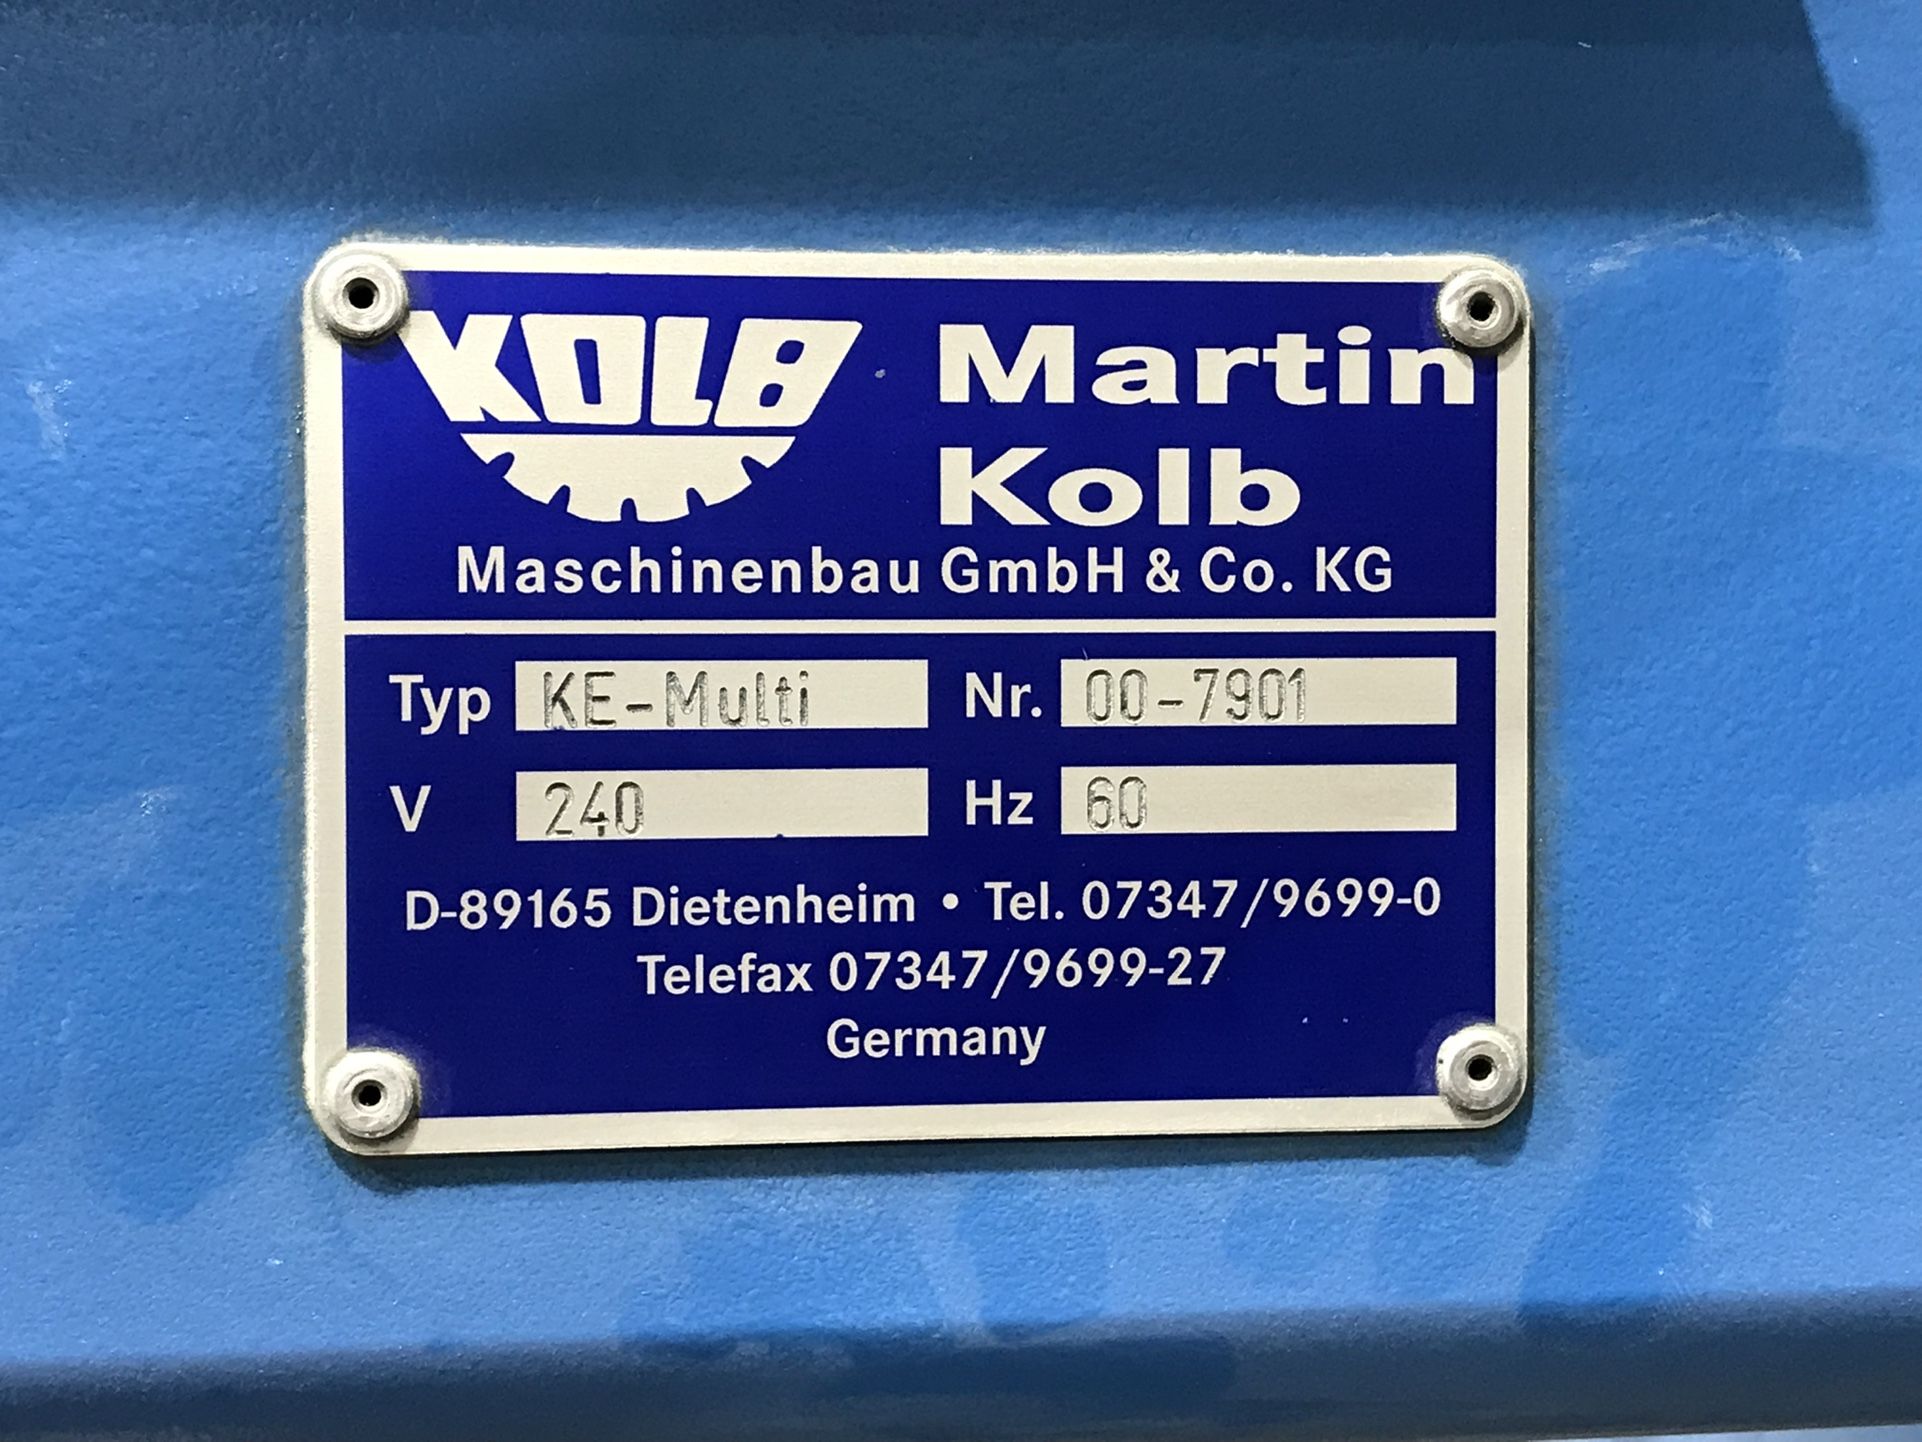 KOLB Martin
Kolb
Maschinenbau GmbH & Co. KG
Typ KE-Multi Nr. 00-7901
V 240 Hz 60
D-89165 Dietenheim • Tel. 07347/9699-0
Telefax 07347/9699-27
Germany